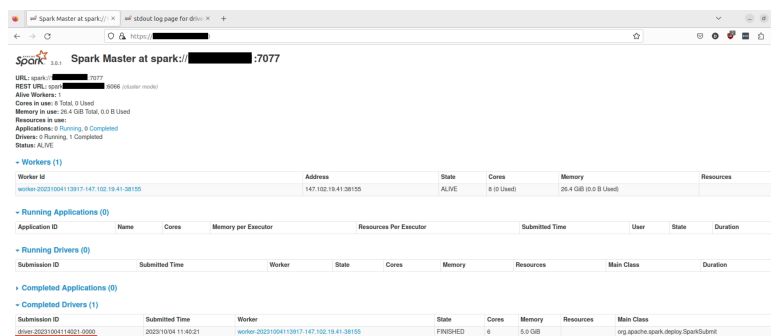 Spark Master at spark://
stdout log page for drive
https://
Spark 3.0.1 Spark Master at spark:// :7077
URL: spark:// :7077
REST URL: spark :6066 (cluster mode)
Alive Workers: 1
Cores in use: 8 Total, 0 Used
Memory in use: 26.4 GiB Total, 0.0 B Used
Resources in use:
Applications: 0 Running, 0 Completed
Drivers: 0 Running, 1 Completed
Status: ALIVE
Workers (1)
Worker Id Address State Cores Memory Resources
worker-20231004113917-147.102.19.41-38155 147.102.19.41:38155 ALIVE 8 (0 Used) 26.4 GiB (0.0 B Used)
Running Applications (0)
Application ID Name Cores Memory per Executor Resources Per Executor Submitted Time User State Duration
Running Drivers (0)
Submission ID Submitted Time Worker State Cores Memory Resources Main Class Duration
Completed Applications (0)
Completed Drivers (1)
Submission ID Submitted Time Worker State Cores Memory Resources Main Class
driver-20231004114021-0000 2023/10/04 11:40:21 worker-20231004113917-147.102.19.41-38155 FINISHED 6 5.0 GiB org.apache.spark.deploy.SparkSubmit